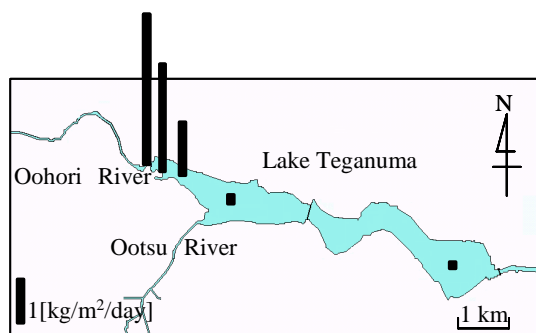 N
Lake Teganuma
Oohori River
Ootsu River
1[kg/m²/day]
1 km